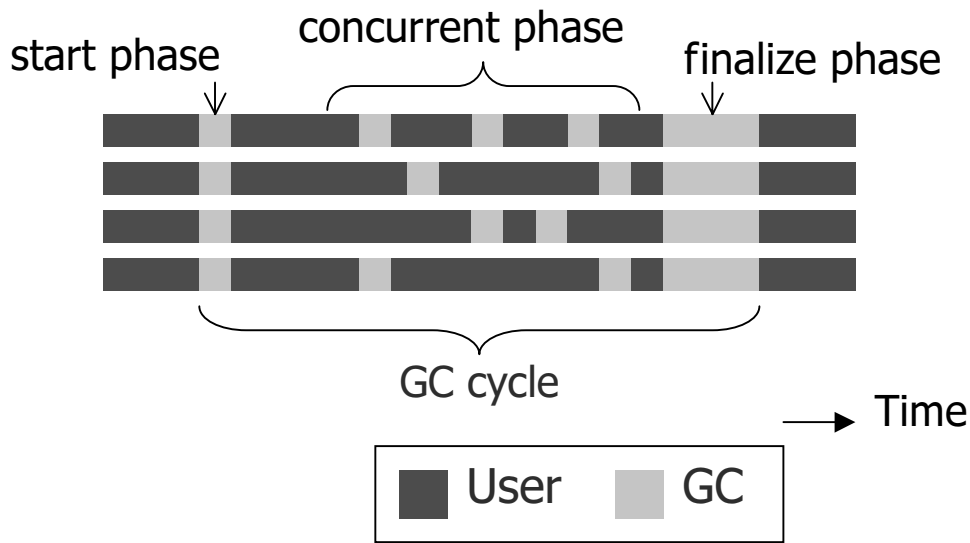 concurrent phase
start phase
finalize phase
GC cycle
Time
User
GC